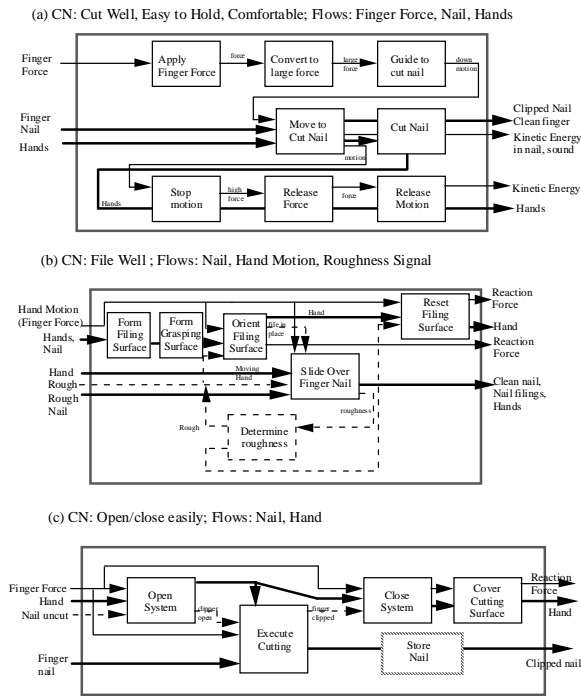 (a) CN: Cut Well, Easy to Hold, Comfortable; Flows: Finger Force, Nail, Hands
Finger
Force
Apply
Finger Force
force
Convert to
large force
large
force
Guide to
cut nail
down
motion
Finger
Nail
Hands
Move to
Cut Nail
motion
Cut Nail
Clipped Nail
Clean finger
Kinetic Energy
in nail, sound
Hands
Stop
motion
high
force
Release
Force
force
Release
Motion
Kinetic Energy
Hands
(b) CN: File Well ; Flows: Nail, Hand Motion, Roughness Signal
Hand Motion
(Finger Force)
Hands,
Nail
Form
Filing
Surface
Form
Grasping
Surface
Orient
Filing
Surface
file in
place
Hand
Reset
Filing
Surface
Reaction
Force
Hand
Reaction
Force
Hand
Rough
Rough
Nail
Moving
Hand
Slide Over
Finger Nail
roughness
Clean nail,
Nail filings,
Hands
Rough
Determine
roughness
(c) CN: Open/close easily; Flows: Nail, Hand
Finger Force
Hand
Nail uncut
Open
System
clipper
open
Execute
Cutting
finger
clipped
Close
System
Cover
Cutting
Surface
Reaction
Force
Hand
Finger
nail
Store
Nail
Clipped nail